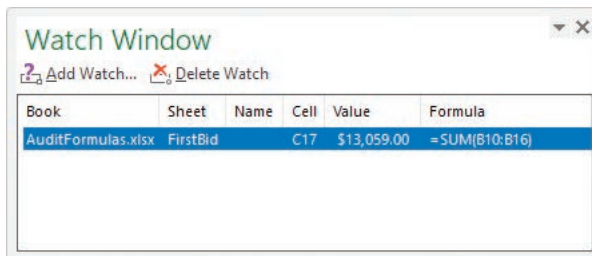 Watch Window
Add Watch... Delete Watch
Book Sheet Name Cell Value Formula
AuditFormulas.xlsx FirstBid C17 $13,059.00 =SUM(B10:B16)